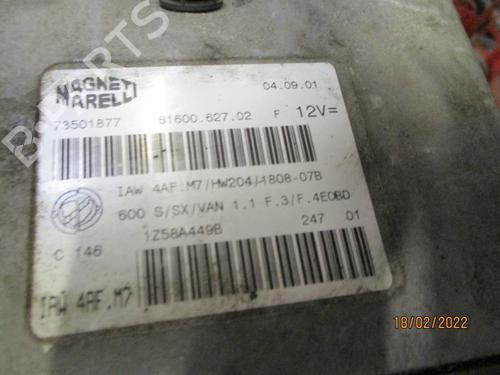 MAGNETI
MARELLI
04.09.01
73501877
61600.627.02
F
12V=
IAW 4AF.M7/HW204/1808-07B
600 S/SX/VAN 1.1 F.3/F.4EOBD
1Z58A449B
247 01
C 146
IAW 4AF.M7
18/02/2022